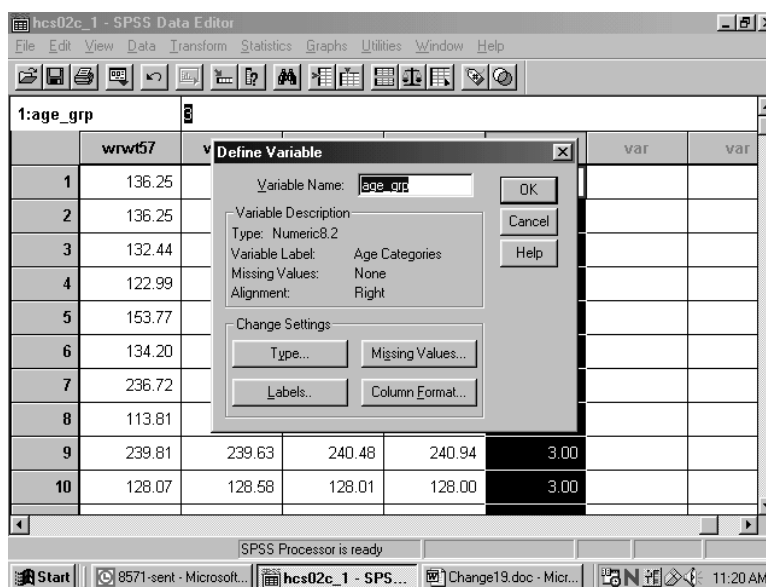 hcs02c_1 - SPSS Data Editor
File Edit View Data Transform Statistics Graphs Utilities Window Help
1:age_grp 3
wrwt57 v var var
Define Variable
Variable Name: age_grp
OK
Variable Description
Cancel
Type: Numeric8.2
Variable Label: Age Categories
Help
Missing Values: None
Alignment: Right
Change Settings
Type... Missing Values...
Labels.. Column Format...
1 136.25
2 136.25
3 132.44
4 122.99
5 153.77
6 134.20
7 236.72
8 113.81
9 239.81 239.63 240.48 240.94 3.00
10 128.07 128.58 128.01 128.00 3.00
SPSS Processor is ready
Start 8571-sent - Microsoft... hcs02c_1 - SPS... Change19.doc - Micr... 11:20 AM